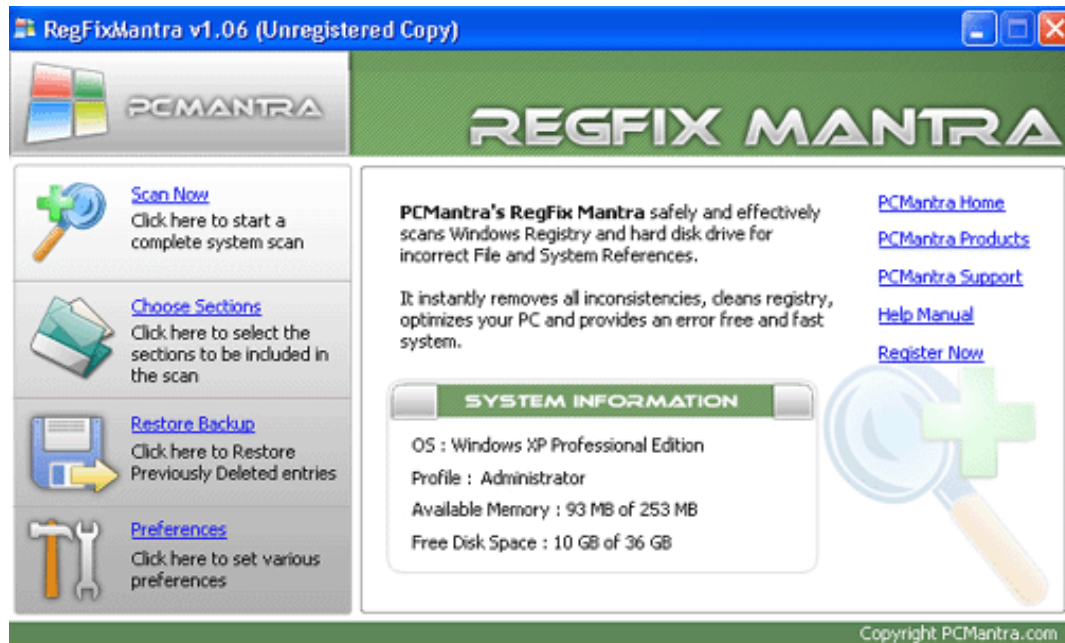 RegFixMantra v1.06 (Unregistered Copy)
PCMANTRA
REGFIX MANTRA
Scan Now
Click here to start a
complete system scan
Choose Sections
Click here to select the
sections to be included in
the scan
Restore Backup
Click here to Restore
Previously Deleted entries
Preferences
Click here to set various
preferences
PCMantra's RegFix Mantra safely and effectively
scans Windows Registry and hard disk drive for
incorrect File and System References.
It instantly removes all inconsistencies, cleans registry,
optimizes your PC and provides an error free and fast
system.
SYSTEM INFORMATION
OS : Windows XP Professional Edition
Profile : Administrator
Available Memory : 93 MB of 253 MB
Free Disk Space : 10 GB of 36 GB
PCMantra Home
PCMantra Products
PCMantra Support
Help Manual
Register Now
Copyright PCMantra.com